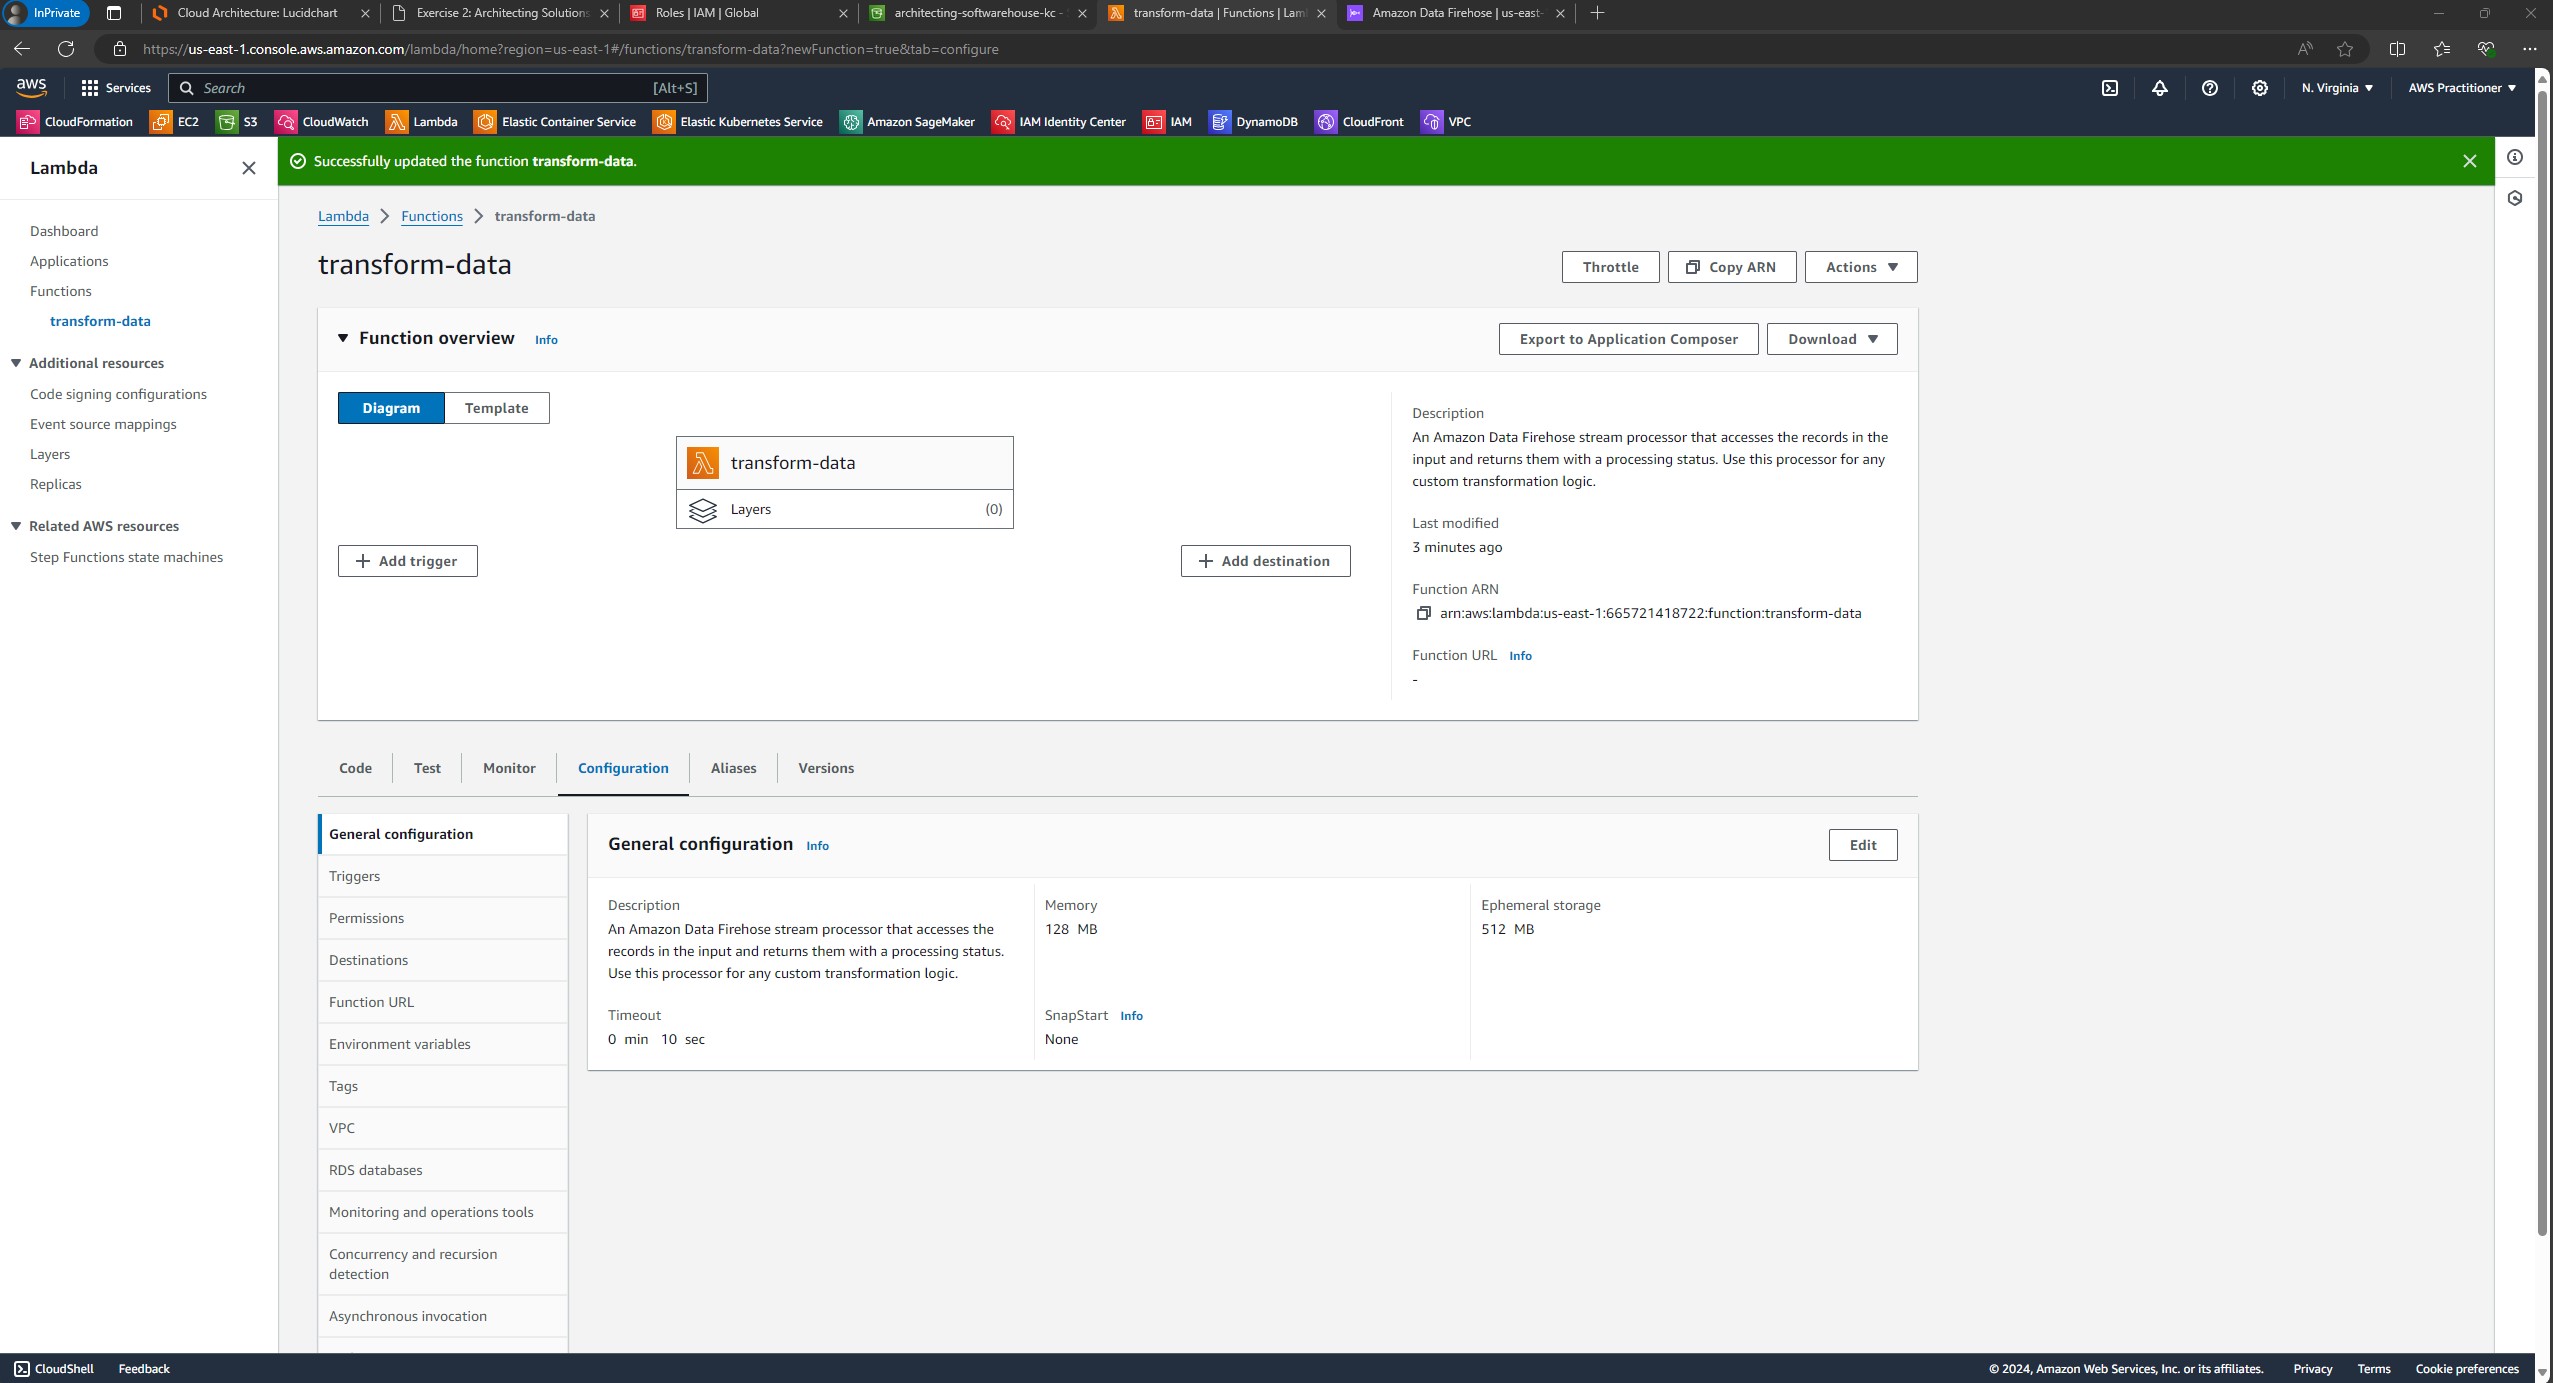 InPrivate
Cloud Architecture: Lucidchart
Exercise 2: Architecting Solutions
Roles | IAM | Global
architecting-softwarehouse-kc -
transform-data | Functions | Lam
Amazon Data Firehose | us-east-
https://us-east-1.console.aws.amazon.com/lambda/home?region=us-east-1#/functions/transform-data?newFunction=true&tab=configure
aws
Services
Search
[Alt+S]
N. Virginia
AWS Practitioner
CloudFormation
EC2
S3
CloudWatch
Lambda
Elastic Container Service
Elastic Kubernetes Service
Amazon SageMaker
IAM Identity Center
IAM
DynamoDB
CloudFront
VPC
Lambda
Successfully updated the function transform-data.
Dashboard
Applications
Functions
transform-data
Additional resources
Code signing configurations
Event source mappings
Layers
Replicas
Related AWS resources
Step Functions state machines
Lambda
Functions
transform-data
transform-data
Throttle
Copy ARN
Actions
Function overview
Info
Export to Application Composer
Download
Diagram
Template
transform-data
Layers
(0)
Add trigger
Add destination
Description
An Amazon Data Firehose stream processor that accesses the records in the
input and returns them with a processing status. Use this processor for any
custom transformation logic.
Last modified
3 minutes ago
Function ARN
arn:aws:lambda:us-east-1:665721418722:function:transform-data
Function URL Info
-
Code
Test
Monitor
Configuration
Aliases
Versions
General configuration
Triggers
Permissions
Destinations
Function URL
Environment variables
Tags
VPC
RDS databases
Monitoring and operations tools
Concurrency and recursion
detection
Asynchronous invocation
General configuration Info
Edit
Description
An Amazon Data Firehose stream processor that accesses the
records in the input and returns them with a processing status.
Use this processor for any custom transformation logic.
Memory
128 MB
Ephemeral storage
512 MB
Timeout
0 min 10 sec
SnapStart Info
None
CloudShell
Feedback
© 2024, Amazon Web Services, Inc. or its affiliates.
Privacy
Terms
Cookie preferences